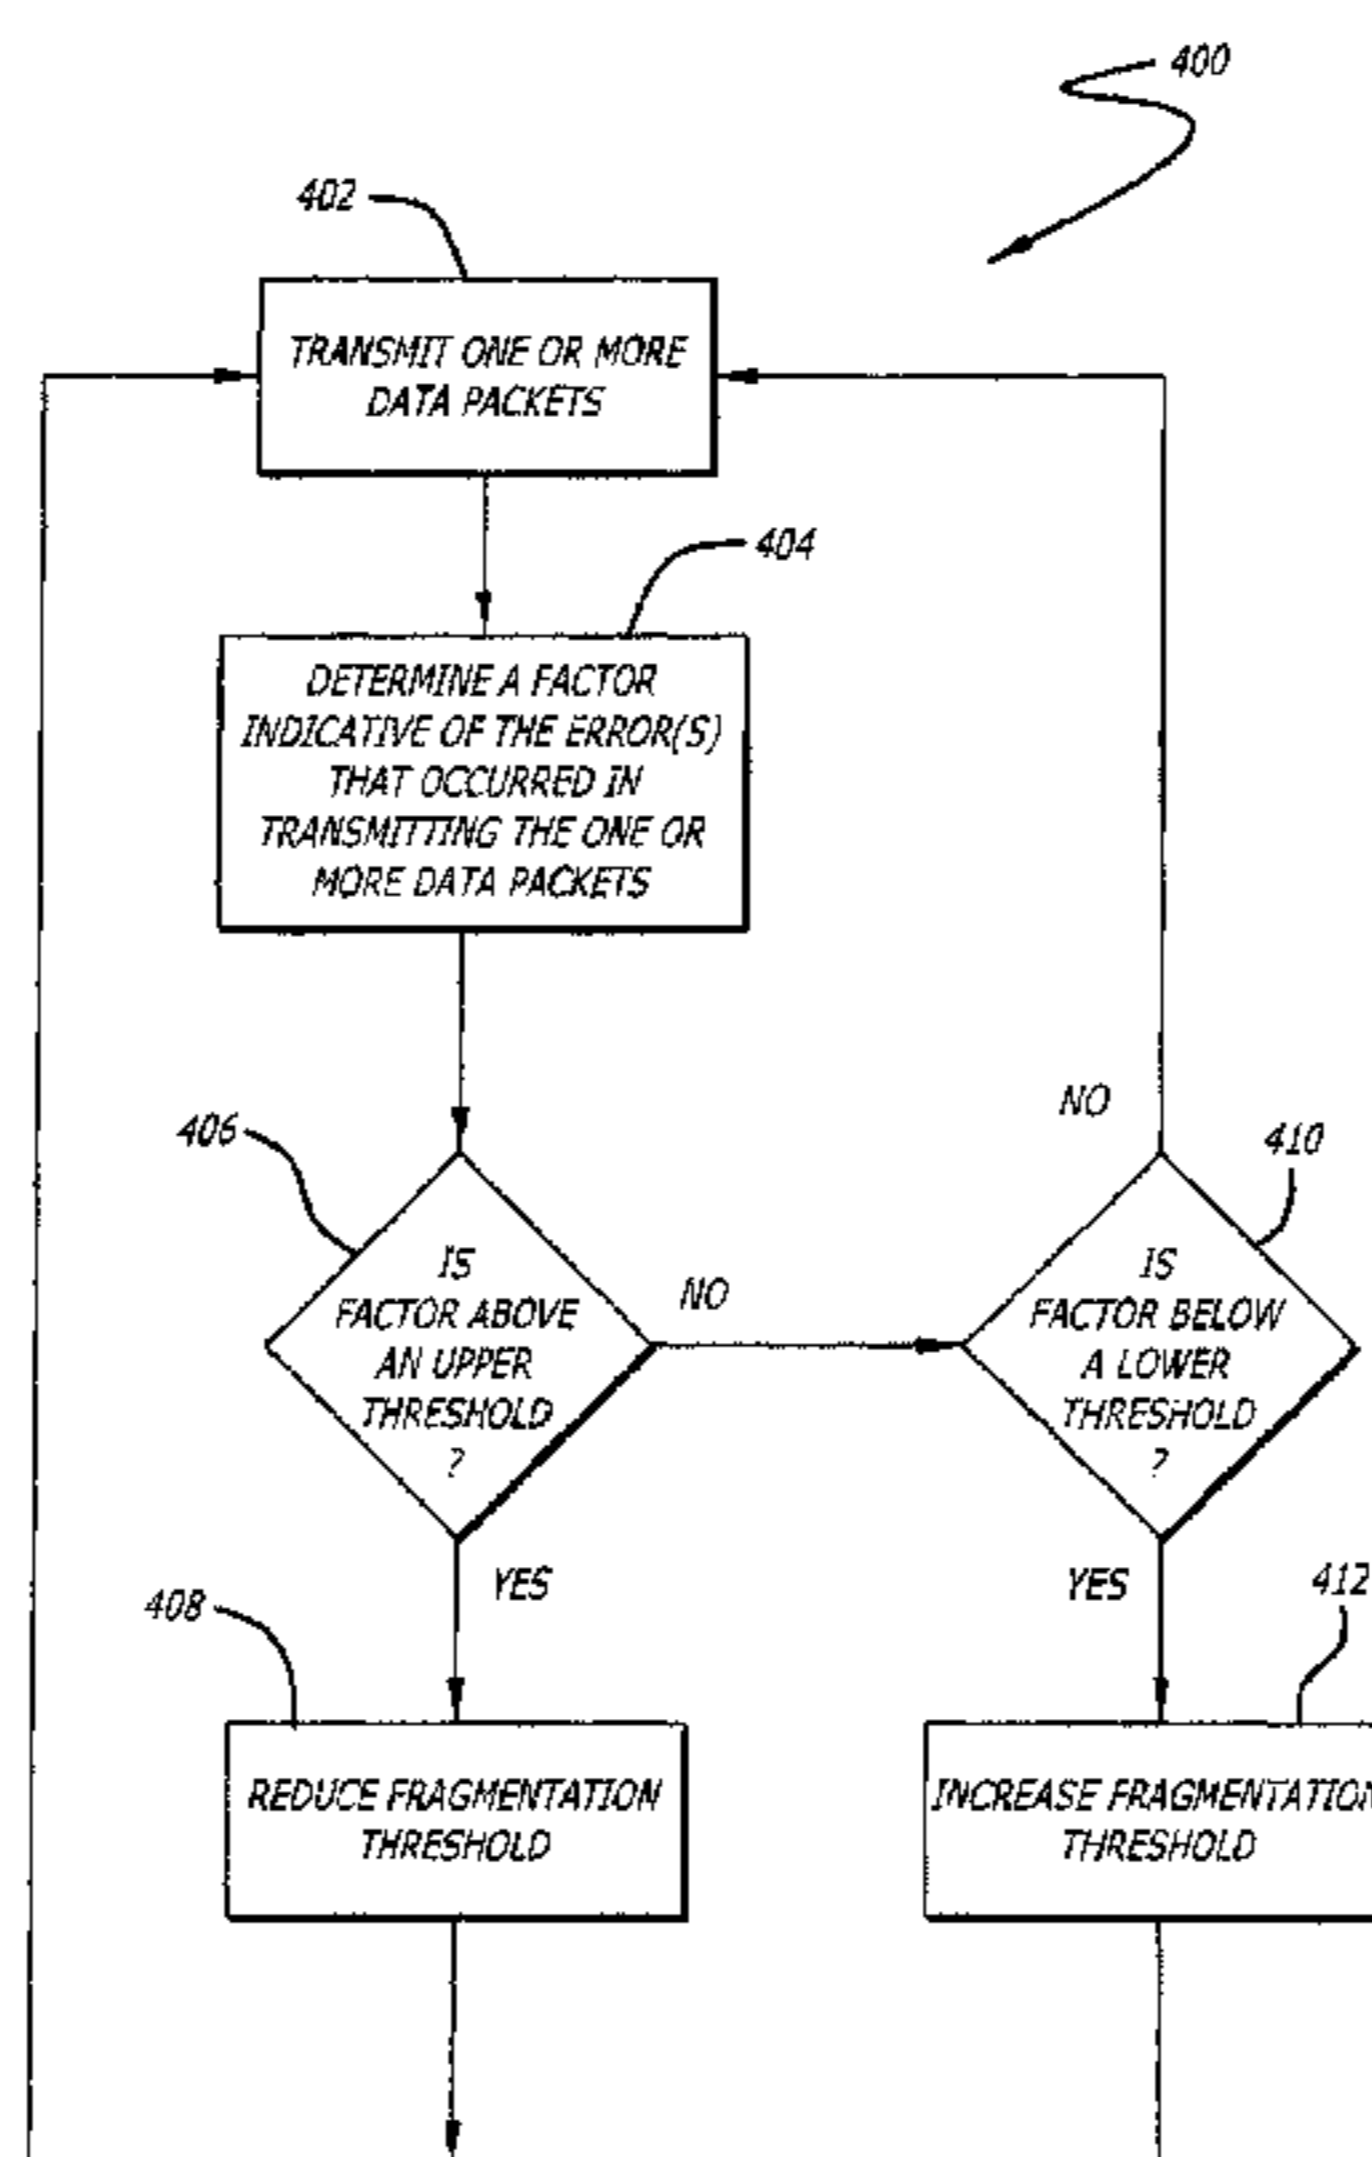 400
402
TRANSMIT ONE OR MORE
DATA PACKETS
404
DETERMINE A FACTOR
INDICATIVE OF THE ERROR(S)
THAT OCCURRED IN
TRANSMITTING THE ONE OR
MORE DATA PACKETS
406
IS
FACTOR ABOVE
AN UPPER
THRESHOLD
?
NO
NO
410
IS
FACTOR BELOW
A LOWER
THRESHOLD
?
YES
408
REDUCE FRAGMENTATION
THRESHOLD
YES
412
INCREASE FRAGMENTATION
THRESHOLD